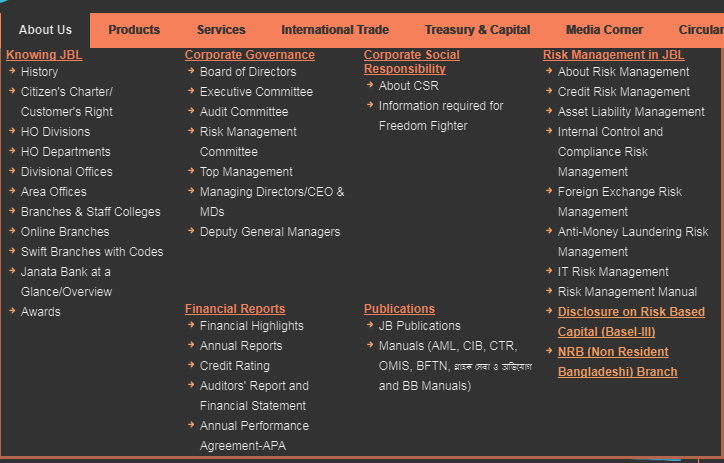 About Us Products Services International Trade Treasury & Capital Media Corner Circular
Knowing JBL
History
Citizen's Charter/
Customer's Right
HO Divisions
HO Departments
Divisional Offices
Area Offices
Branches & Staff Colleges
Online Branches
Swift Branches with Codes
Janata Bank at a
Glance/Overview
Awards
Corporate Governance
Board of Directors
Executive Committee
Audit Committee
Risk Management
Committee
Top Management
Managing Directors/CEO &
MDs
Deputy General Managers
Corporate Social
Responsibility
About CSR
Information required for
Freedom Fighter
Risk Management in JBL
About Risk Management
Credit Risk Management
Asset Liability Management
Internal Control and
Compliance Risk
Management
Foreign Exchange Risk
Management
Anti-Money Laundering Risk
Management
IT Risk Management
Risk Management Manual
Disclosure on Risk Based
Capital (Basel-III)
NRB (Non Resident
Bangladeshi) Branch
Financial Reports
Financial Highlights
Annual Reports
Credit Rating
Auditors' Report and
Financial Statement
Annual Performance
Agreement-APA
Publications
JB Publications
Manuals (AML, CIB, CTR,
OMIS, BFTN, গ্রাহক সেবা ও অভিযোগ
and BB Manuals)